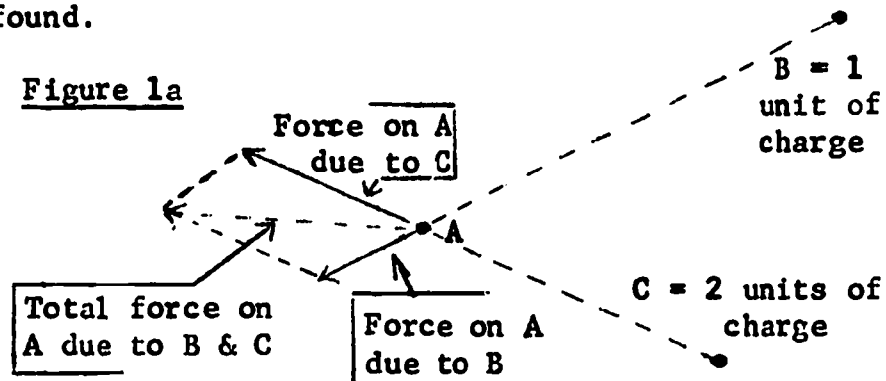 found.
Figure 1a
Force on A
due to C
B = 1
unit of
charge
A
C = 2 units of
charge
Total force on
A due to B & C
Force on A
due to B